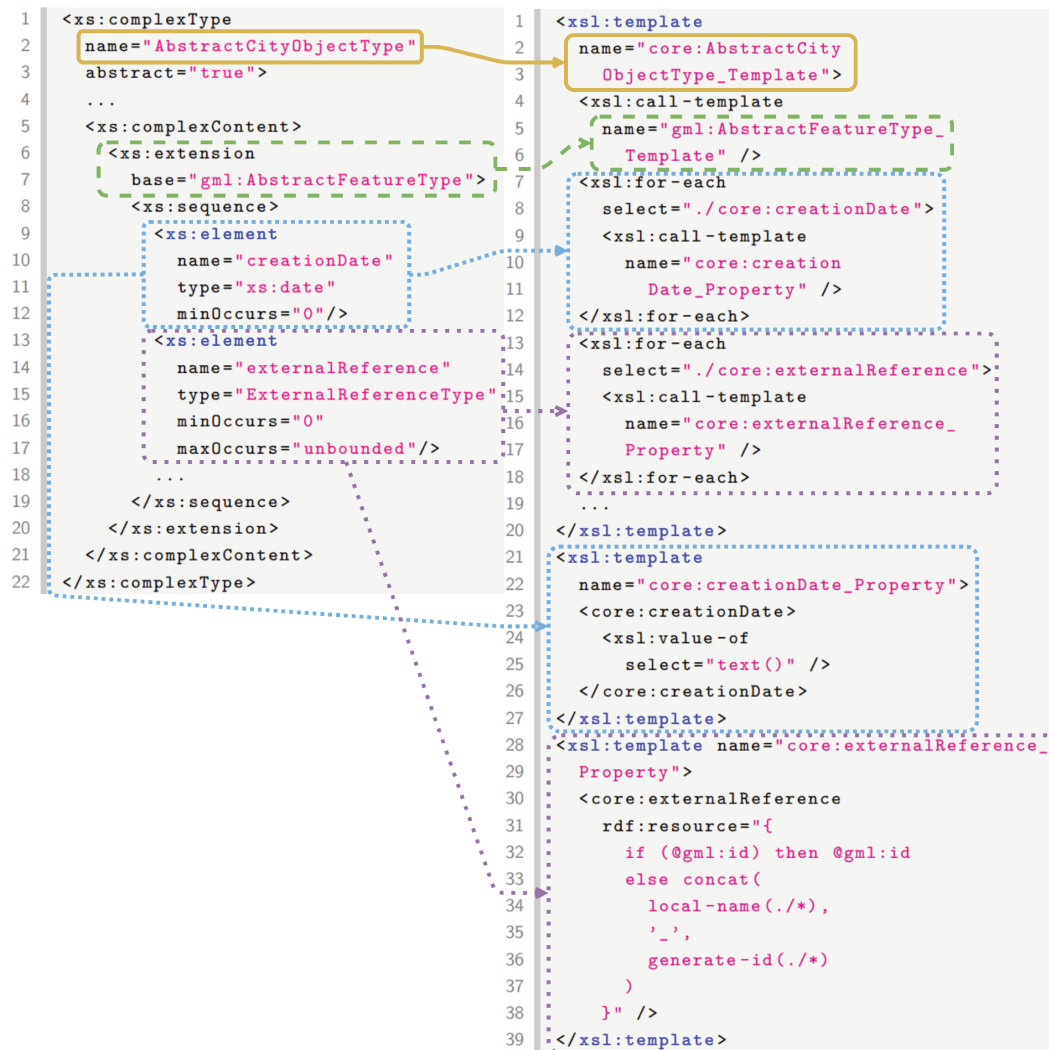 1 <xs:complexType
2 name="AbstractCityObjectType"
3 abstract="true">
4 ...
5 <xs:complexContent>
6 <xs:extension
7 base="gml:AbstractFeatureType">
8 <xs:sequence>
9 <xs:element
10 name="creationDate"
11 type="xs:date"
12 minOccurs="0"/>
13 <xs:element
14 name="externalReference"
15 type="ExternalReferenceType"
16 minOccurs="0"
17 maxOccurs="unbounded"/>
18 ...
19 </xs:sequence>
20 </xs:extension>
21 </xs:complexContent>
22 </xs:complexType>
1 <xsl:template
2 name="core:AbstractCity
3 ObjectType_Template">
4 <xsl:call-template
5 name="gml:AbstractFeatureType_
6 Template" />
7 <xsl:for-each
8 select="./core:creationDate">
9 <xsl:call-template
10 name="core:creation
11 Date_Property" />
12 </xsl:for-each>
13 <xsl:for-each
14 select="./core:externalReference">
15 <xsl:call-template
16 name="core:externalReference_
17 Property" />
18 </xsl:for-each>
19 ...
20 </xsl:template>
21 <xsl:template
22 name="core:creationDate_Property">
23 <core:creationDate>
24 <xsl:value-of
25 select="text()" />
26 </core:creationDate>
27 </xsl:template>
28 <xsl:template name="core:externalReference_
29 Property">
30 <core:externalReference
31 rdf:resource="{
32 if (@gml:id) then @gml:id
33 else concat(
34 local-name(./*),
35 '_',
36 generate-id(./*)
37 )
38 }" />
39 </xsl:template>